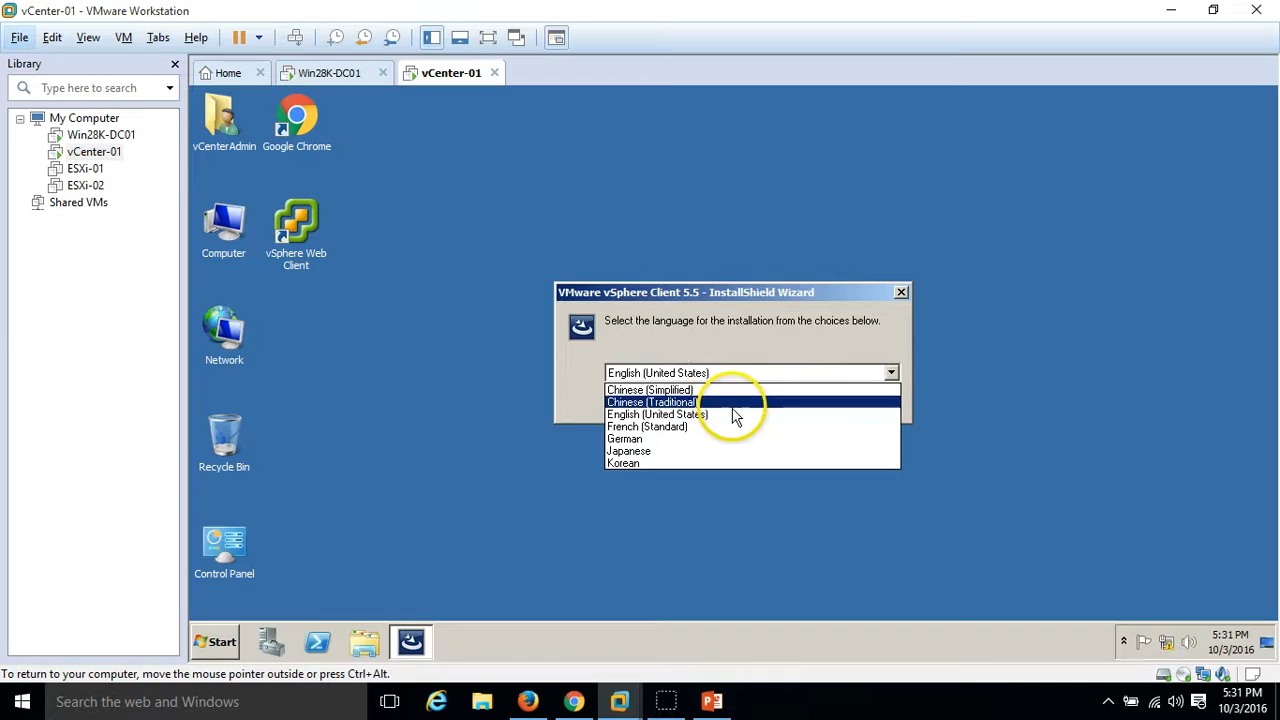 vCenter-01 - VMware Workstation
File Edit View VM Tabs Help
Library
Home
Win28K-DC01
vCenter-01
Type here to search
My Computer
Win28K-DC01
vCenter-01
ESXi-01
ESXi-02
Shared VMs
vCenterAdmin
Google Chrome
Computer
vSphere Web
Client
Network
Recycle Bin
Control Panel
VMware vSphere Client 5.5 - InstallShield Wizard
Select the language for the installation from the choices below.
English (United States)
Chinese (Simplified)
Chinese (Traditional)
English (United States)
French (Standard)
German
Japanese
Korean
Start
5:31 PM
10/3/2016
To return to your computer, move the mouse pointer outside or press Ctrl+Alt.
Search the web and Windows
5:31 PM
10/3/2016